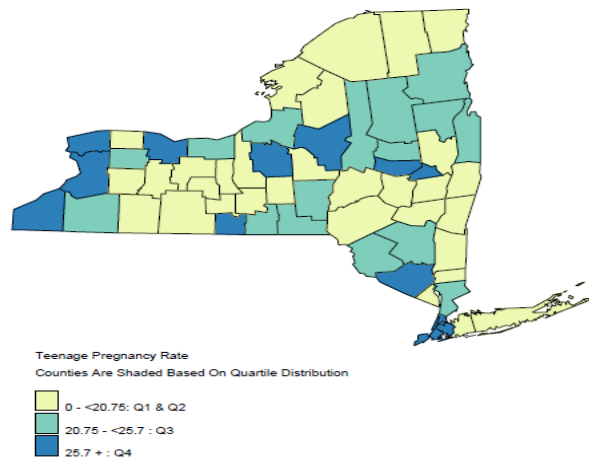 Teenage Pregnancy Rate
Counties Are Shaded Based On Quartile Distribution
0 - <20.75: Q1 & Q2
20.75 - <25.7 : Q3
25.7 + : Q4